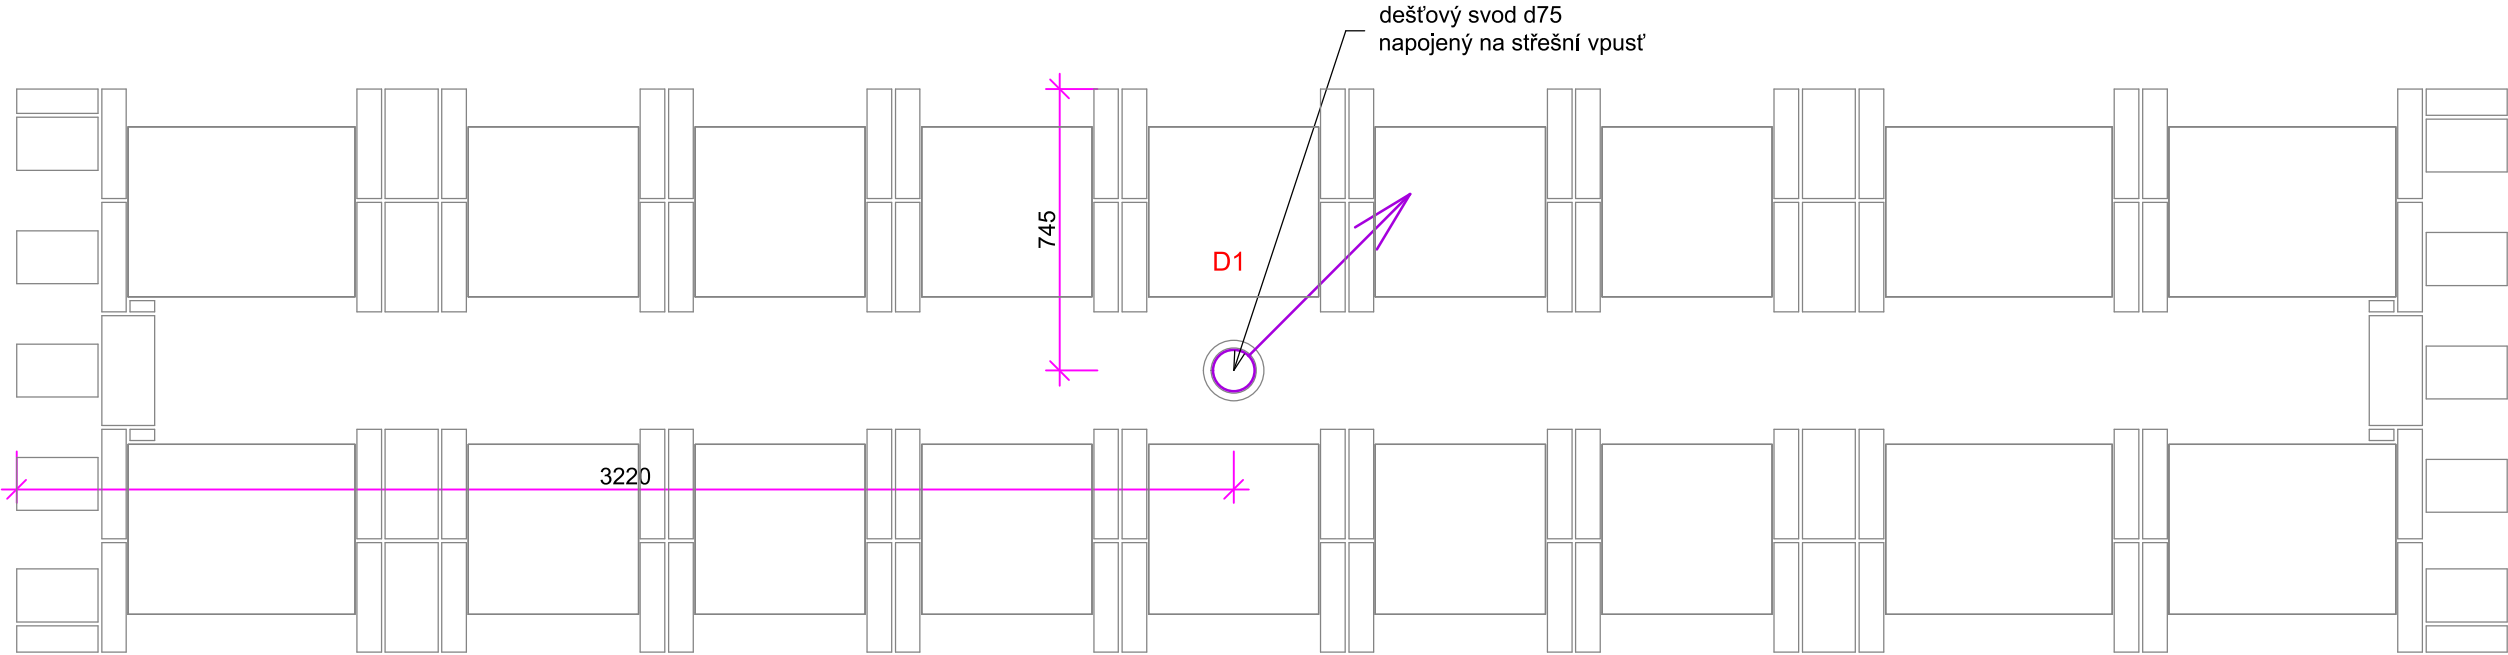 dešťový svod d75
napojený na střešní vpusť
745
D1
3220